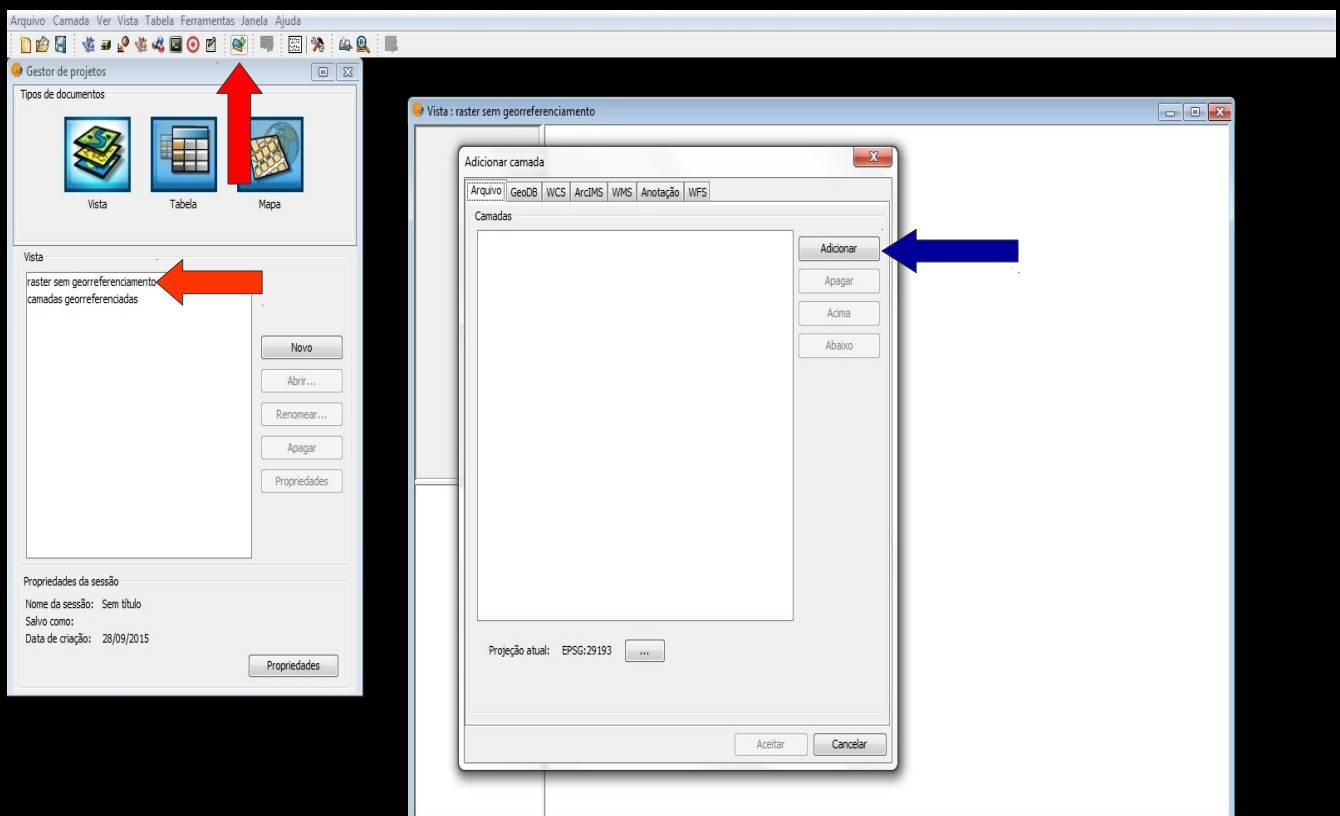 Arquivo Camada Ver Vista Tabela Ferramentas Janela Ajuda
Gestor de projetos
Tipos de documentos
Vista Tabela Mapa
Vista
raster sem georreferenciamento
camadas georreferenciadas
Novo
Abrir...
Renomear...
Apagar
Propriedades
Propriedades da sessão
Nome da sessão: Sem título
Salvo como:
Data de criação: 28/09/2015
Propriedades
Vista : raster sem georreferenciamento
Adicionar camada
Arquivo GeoDB WCS ArcIMS WMS Anotação WFS
Camadas
Adicionar
Apagar
Acima
Abaixo
Projeção atual: EPSG:29193 ...
Aceitar Cancelar